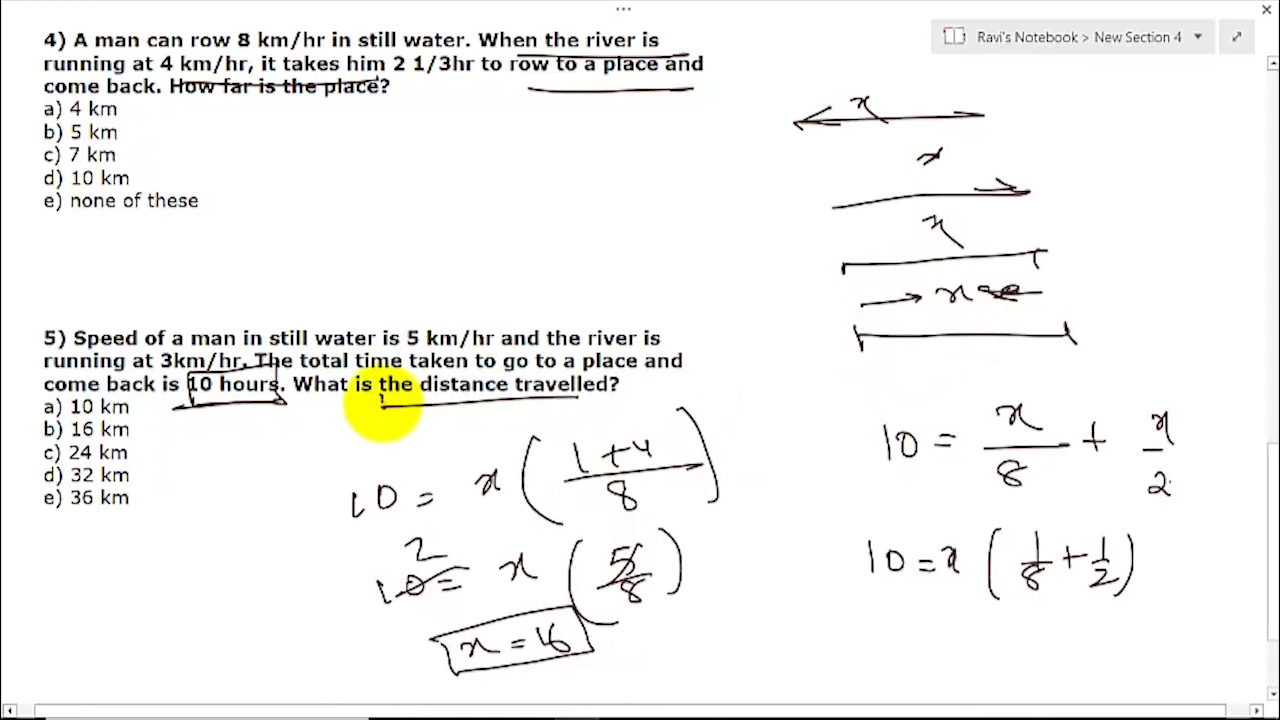 Ravi's Notebook > New Section 4
4) A man can row 8 km/hr in still water. When the river is
running at 4 km/hr, it takes him 2 1/3hr to row to a place and
come back. How far is the place?
a) 4 km
b) 5 km
c) 7 km
d) 10 km
e) none of these
x
x
x
x
5) Speed of a man in still water is 5 km/hr and the river is
running at 3km/hr. The total time taken to go to a place and
come back is 10 hours. What is the distance travelled?
a) 10 km
b) 16 km
c) 24 km
d) 32 km
e) 36 km
10 = x/8 + x/2
10 = x (1/8 + 1/2)
10 = x (1+4/8)
2
10 = x (5/8)
x = 16